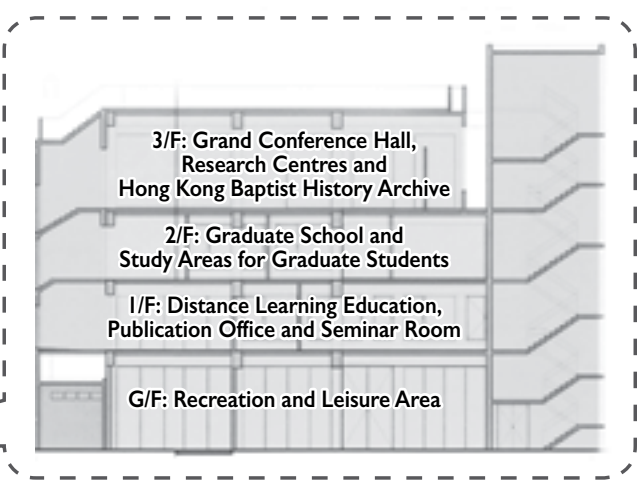 3/F: Grand Conference Hall,
Research Centres and
Hong Kong Baptist History Archive
2/F: Graduate School and
Study Areas for Graduate Students
1/F: Distance Learning Education,
Publication Office and Seminar Room
G/F: Recreation and Leisure Area